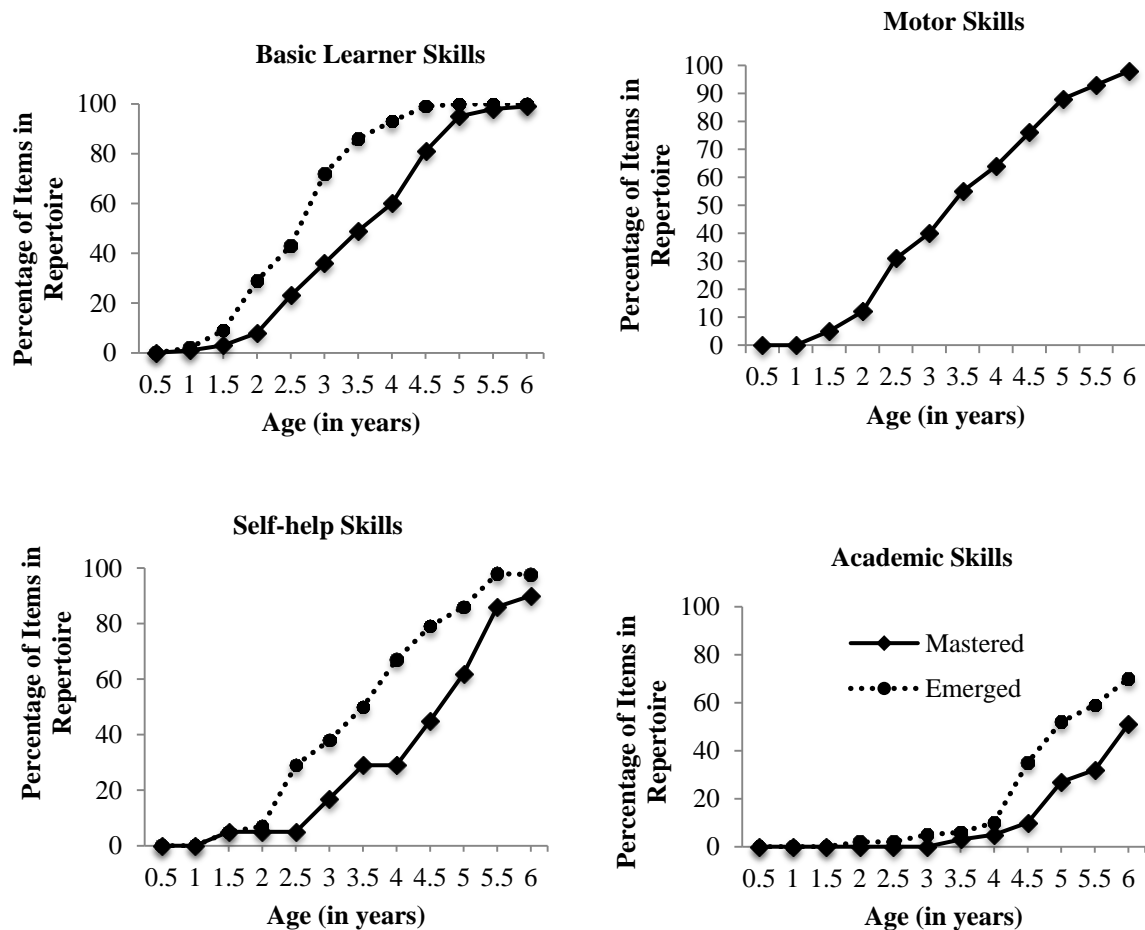 Basic Learner Skills
Percentage of Items in
Repertoire
100
80
60
40
20
0
0.5 1 1.5 2 2.5 3 3.5 4 4.5 5 5.5 6
Age (in years)
Motor Skills
Percentage of Items in
Repertoire
100
90
80
70
60
50
40
30
20
10
0
0.5 1 1.5 2 2.5 3 3.5 4 4.5 5 5.5 6
Age (in years)
Self-help Skills
Percentage of Items in
Repertoire
100
80
60
40
20
0
0.5 1 1.5 2 2.5 3 3.5 4 4.5 5 5.5 6
Age (in years)
Academic Skills
Percentage of Items in
Repertoire
100
80
60
40
20
0
Mastered
Emerged
0.5 1 1.5 2 2.5 3 3.5 4 4.5 5 5.5 6
Age (in years)